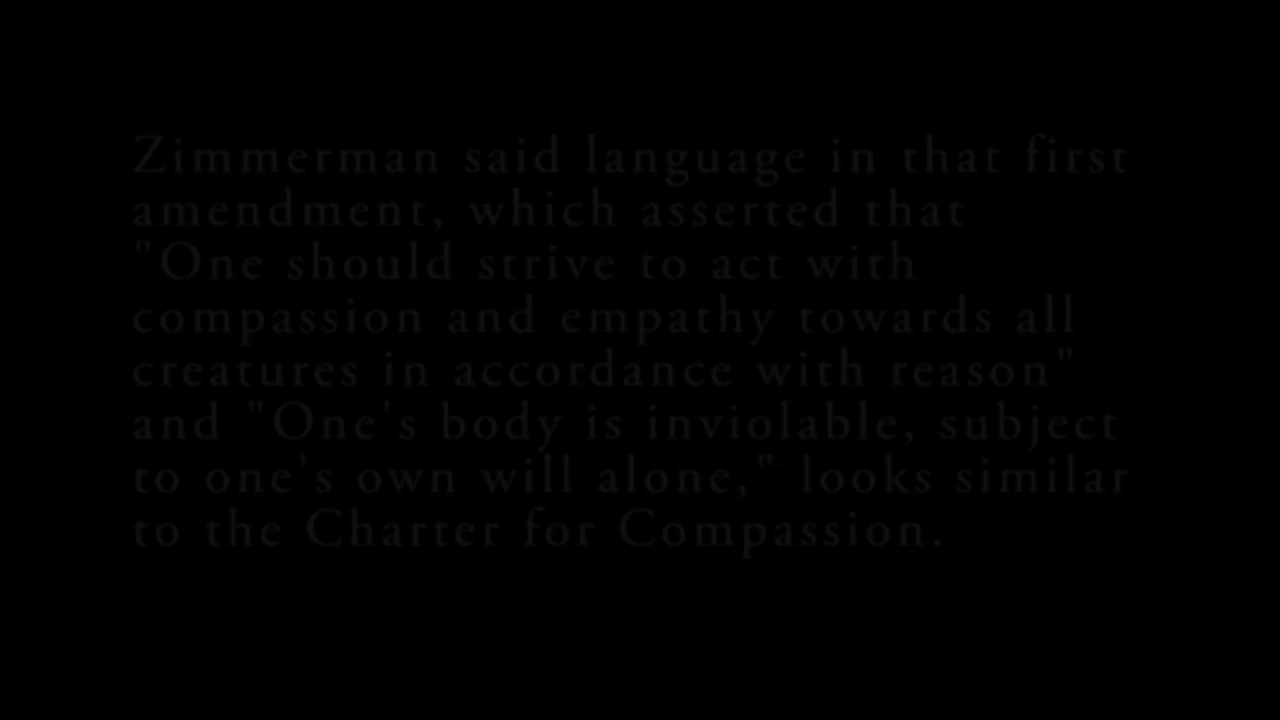 Zimmerman said language in that first
amendment, which asserted that
"One should strive to act with
compassion and empathy towards all
creatures in accordance with reason"
and "One's body is inviolable, subject
to one's own will alone," looks similar
to the Charter for Compassion.